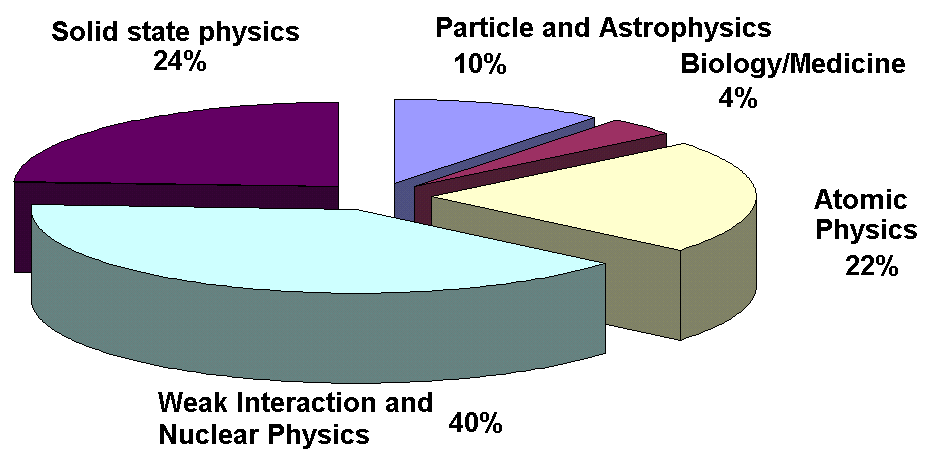 Solid state physics
24%
Particle and Astrophysics
10%
Biology/Medicine
4%
Atomic
Physics
22%
Weak Interaction and
Nuclear Physics
40%